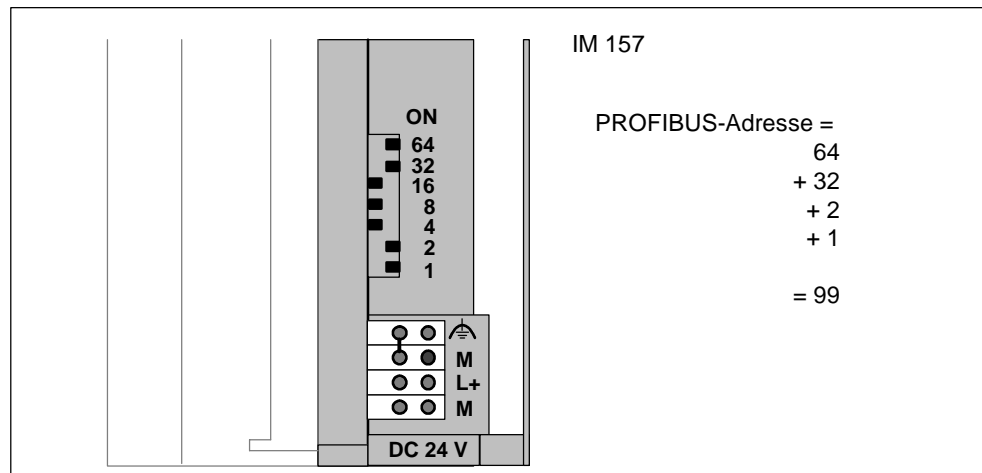 IM 157
PROFIBUS-Adresse =
64
+ 32
+ 2
+ 1
= 99
ON
64
32
16
8
4
2
1
M
L+
M
DC 24 V